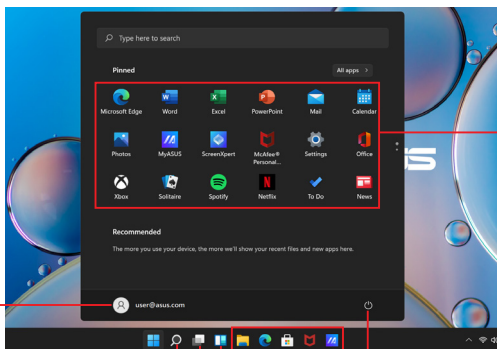 Type here to search
Pinned
All apps >
Microsoft Edge Word Excel PowerPoint Mail Calendar
Photos MyASUS ScreenXpert McAfee® Settings Office
Personal...
Xbox Solitaire Spotify Netflix To Do News
Recommended
The more you use your device, the more we'll show your recent files and new apps here.
user@asus.com